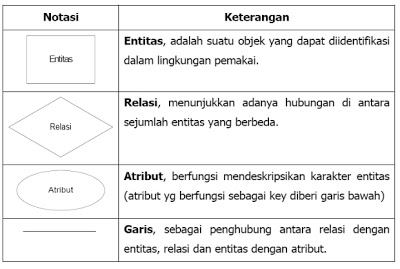 Notasi
Keterangan
Entitas
Entitas, adalah suatu objek yang dapat diidentifikasi
dalam lingkungan pemakai.
Relasi
Relasi, menunjukkan adanya hubungan di antara
sejumlah entitas yang berbeda.
Atribut
Atribut, berfungsi mendeskripsikan karakter entitas
(atribut yg berfungsi sebagai key diberi garis bawah)
Garis, sebagai penghubung antara relasi dengan
entitas, relasi dan entitas dengan atribut.